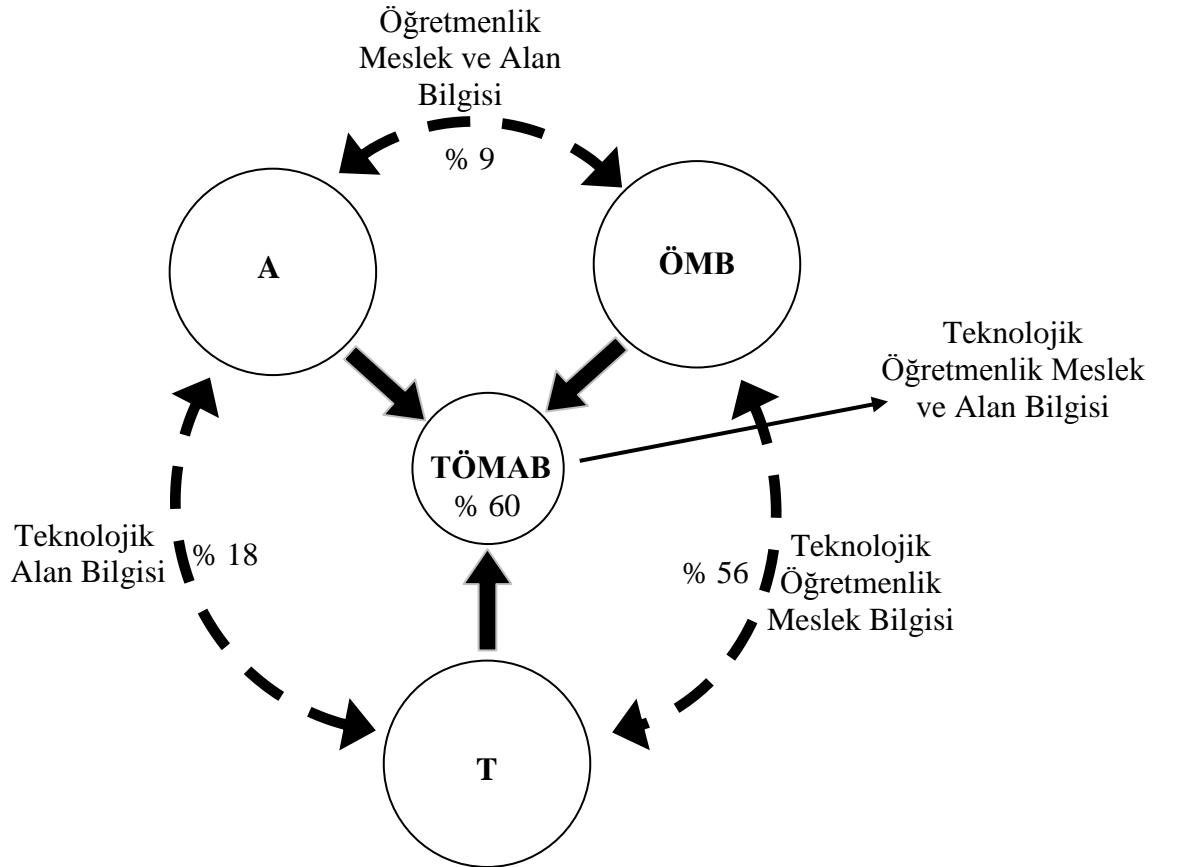 Öğretmenlik
Meslek ve Alan
Bilgisi
% 9
A
ÖMB
Teknolojik
Öğretmenlik Meslek
ve Alan Bilgisi
TÖMAB
% 60
Teknolojik
Alan Bilgisi
% 18
% 56
Teknolojik
Öğretmenlik
Meslek Bilgisi
T